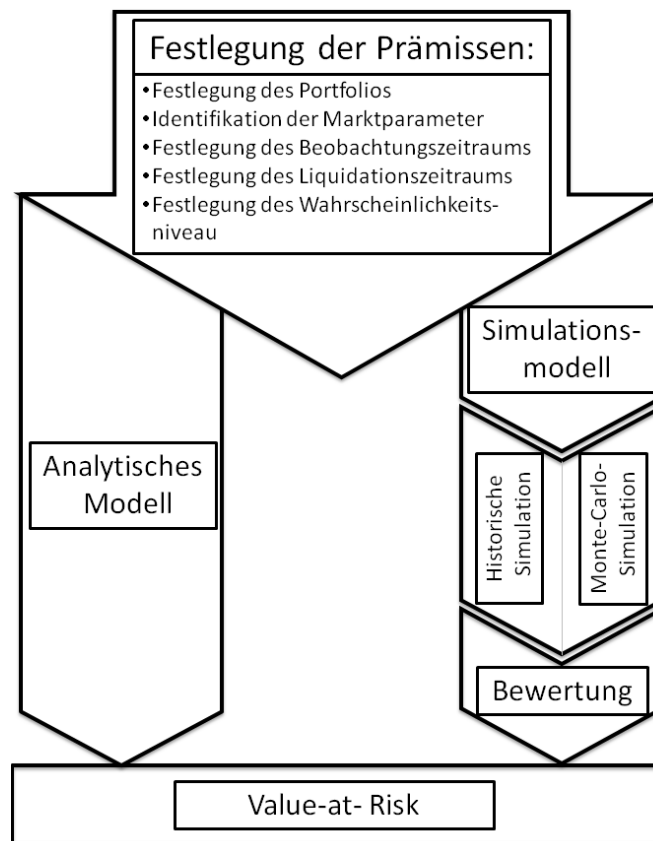 Festlegung der Prämissen:
•Festlegung des Portfolios
•Identifikation der Marktparameter
•Festlegung des Beobachtungszeitraums
•Festlegung des Liquidationszeitraums
•Festlegung des Wahrscheinlichkeits-
niveau
Simulations-
modell
Analytisches
Modell
Historische
Simulation
Monte-Carlo-
Simulation
Bewertung
Value-at- Risk